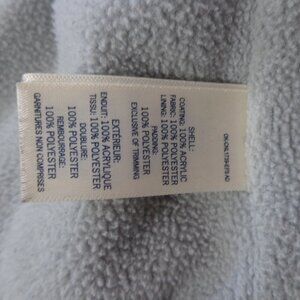 SHELL:
COATING: 100% ACRYLIC
FABRIC: 100% POLYESTER
LINING: 100% POLYESTER
PADDING:
100% POLYESTER
EXCLUSIVE OF TRIMMING
EXTÉRIEUR:
ENDUIT: 100% ACRYLIQUE
TISSU: 100% POLYESTER
DOUBLURE:
100% POLYESTER
REMBOURRAGE:
100% POLYESTER
GARNITURES NON COMPRISES